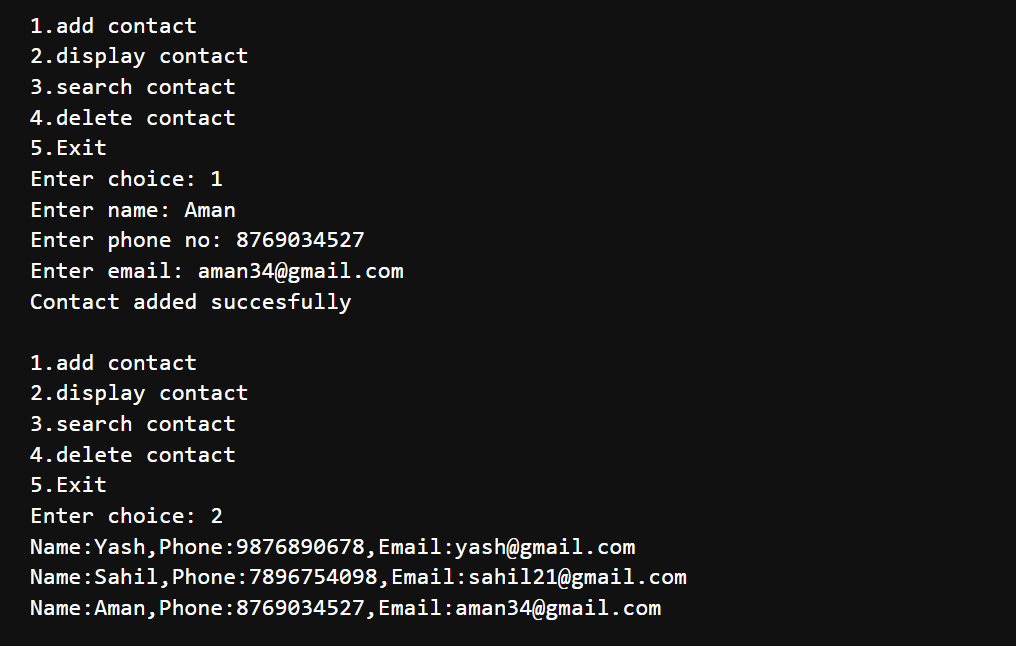 1.add contact
2.display contact
3.search contact
4.delete contact
5.Exit
Enter choice: 1
Enter name: Aman
Enter phone no: 8769034527
Enter email: aman34@gmail.com
Contact added succesfully
1.add contact
2.display contact
3.search contact
4.delete contact
5.Exit
Enter choice: 2
Name:Yash,Phone:9876890678,Email:yash@gmail.com
Name:Sahil,Phone:7896754098,Email:sahil21@gmail.com
Name:Aman,Phone:8769034527,Email:aman34@gmail.com